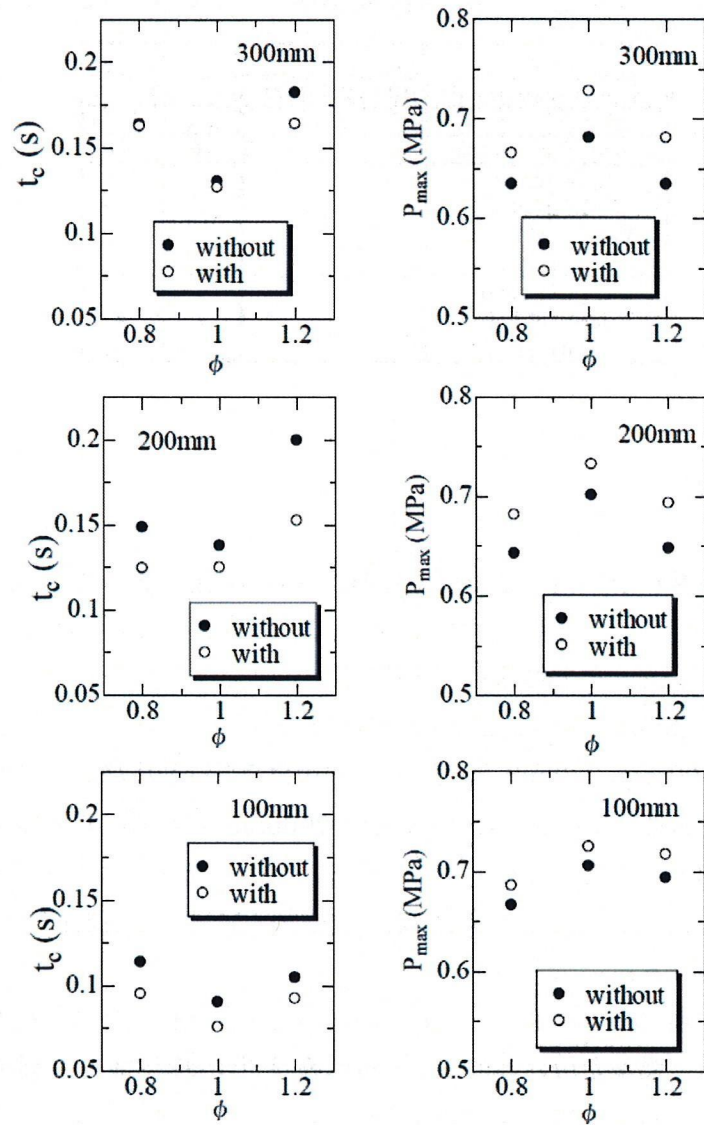 300mm
t_c (s)
0.2
0.15
0.1
0.05
without
with
0.8
1
1.2
ϕ
300mm
P_max (MPa)
0.8
0.7
0.6
0.5
without
with
0.8
1
1.2
ϕ
200mm
t_c (s)
0.2
0.15
0.1
0.05
without
with
0.8
1
1.2
ϕ
200mm
P_max (MPa)
0.8
0.7
0.6
0.5
without
with
0.8
1
1.2
ϕ
100mm
t_c (s)
0.2
0.15
0.1
0.05
without
with
0.8
1
1.2
ϕ
100mm
P_max (MPa)
0.8
0.7
0.6
0.5
without
with
0.8
1
1.2
ϕ